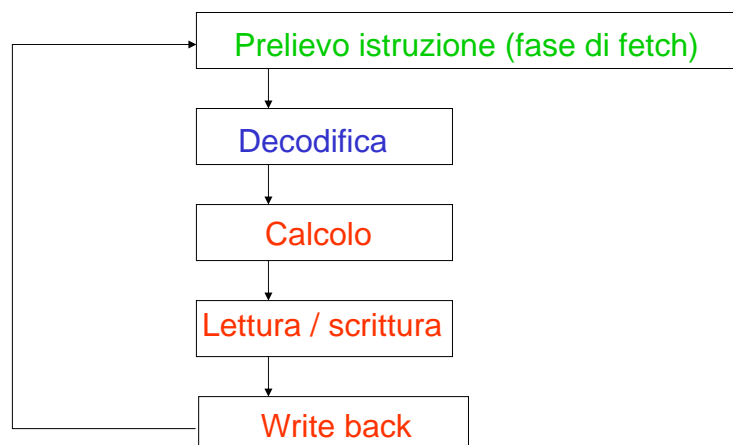 Prelievo istruzione (fase di fetch)
Decodifica
Calcolo
Lettura / scrittura
Write back